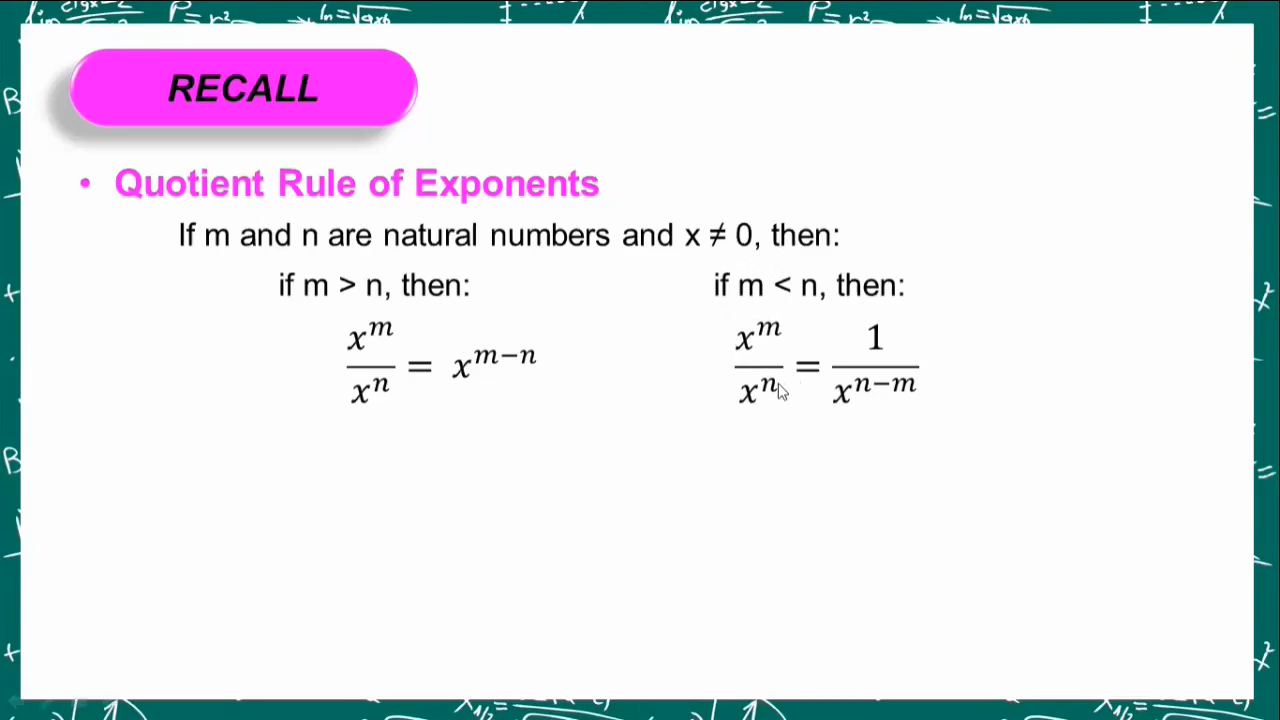 RECALL
• Quotient Rule of Exponents
If m and n are natural numbers and x ≠ 0, then:
if m > n, then: if m < n, then:
x^m/x^n = x^{m−n} x^m/x^n = 1/x^{n−m}